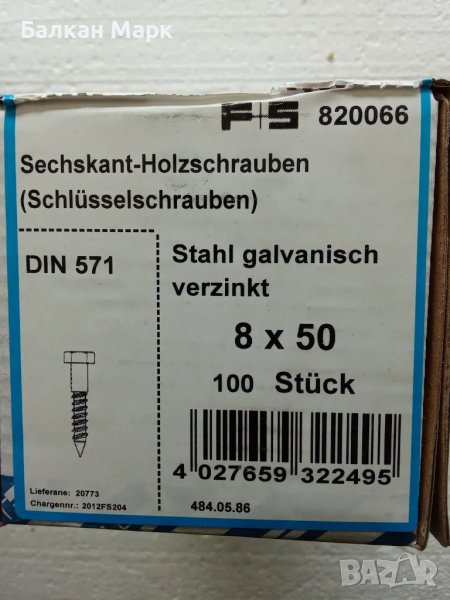 Балкан Марк
F+S 820066
Sechskant-Holzschrauben
(Schlüsselschrauben)
DIN 571
Stahl galvanisch
verzinkt
8 x 50
100 Stück
4 027659 322495
Lieferane: 20773
Chargennr.: 2012FS204
484.05.86
bazar